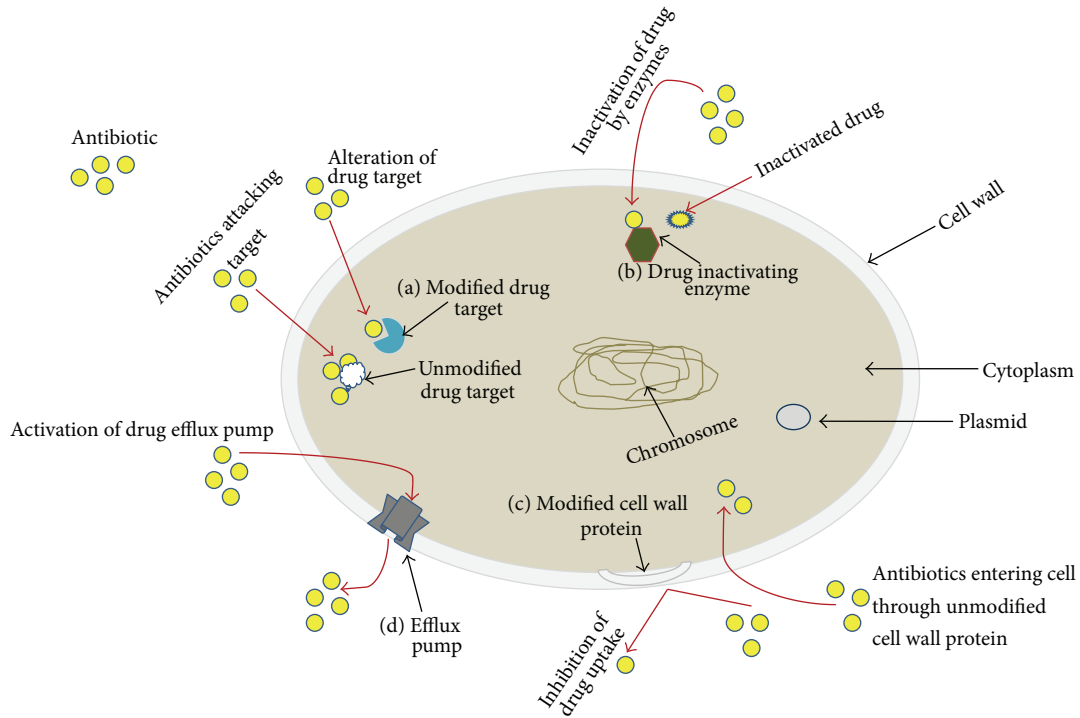 Antibiotic
Alteration of
drug target
Antibiotics attacking
target
Inactivation of drug
by enzymes
Inactivated drug
Cell wall
(a) Modified drug
target
(b) Drug inactivating
enzyme
Unmodified
drug target
Cytoplasm
Plasmid
Chromosome
Activation of drug efflux pump
(c) Modified cell wall
protein
(d) Efflux
pump
Inhibition of
drug uptake
Antibiotics entering cell
through unmodified
cell wall protein